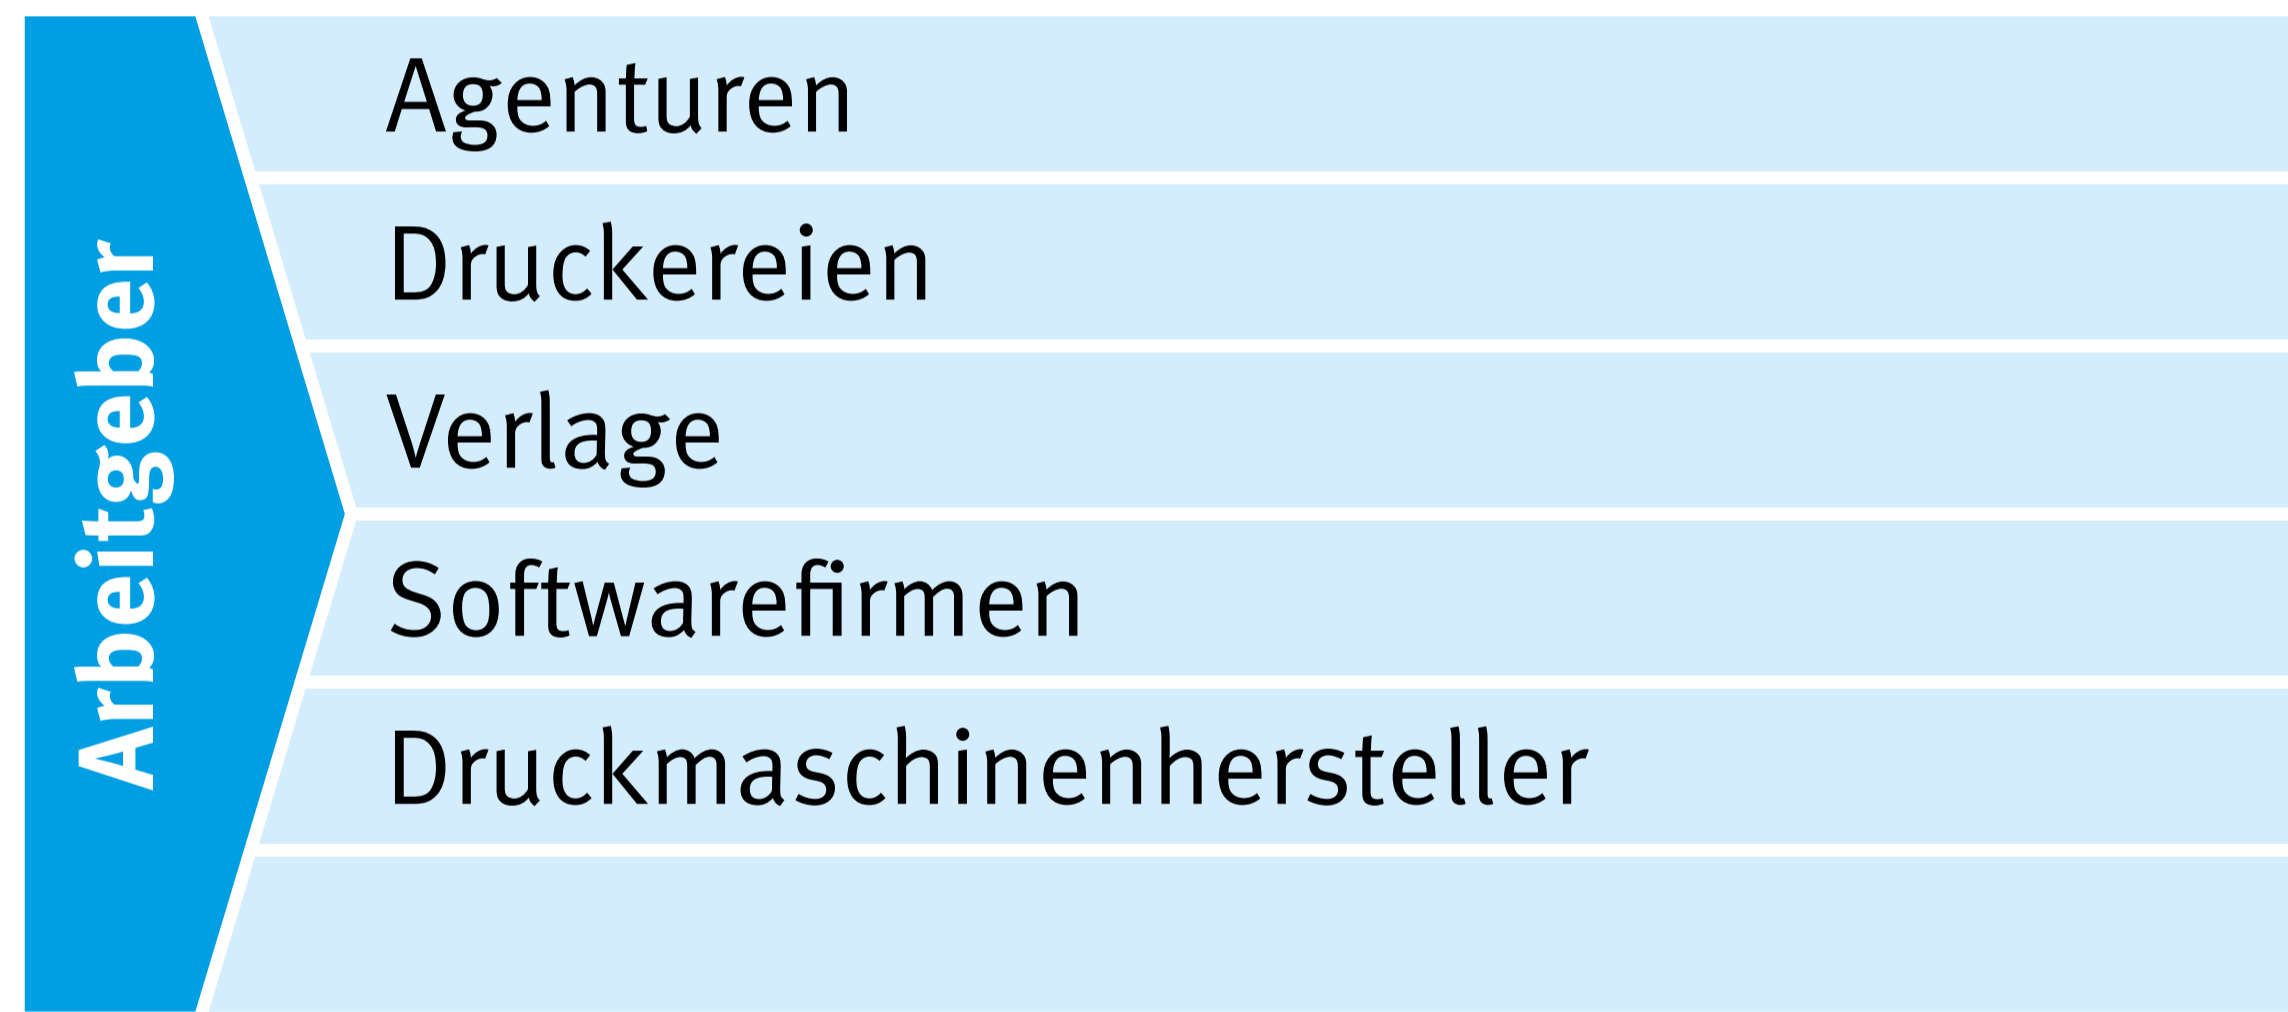 Arbeitgeber
Agenturen
Druckereien
Verlage
Softwarefirmen
Druckmaschinenhersteller